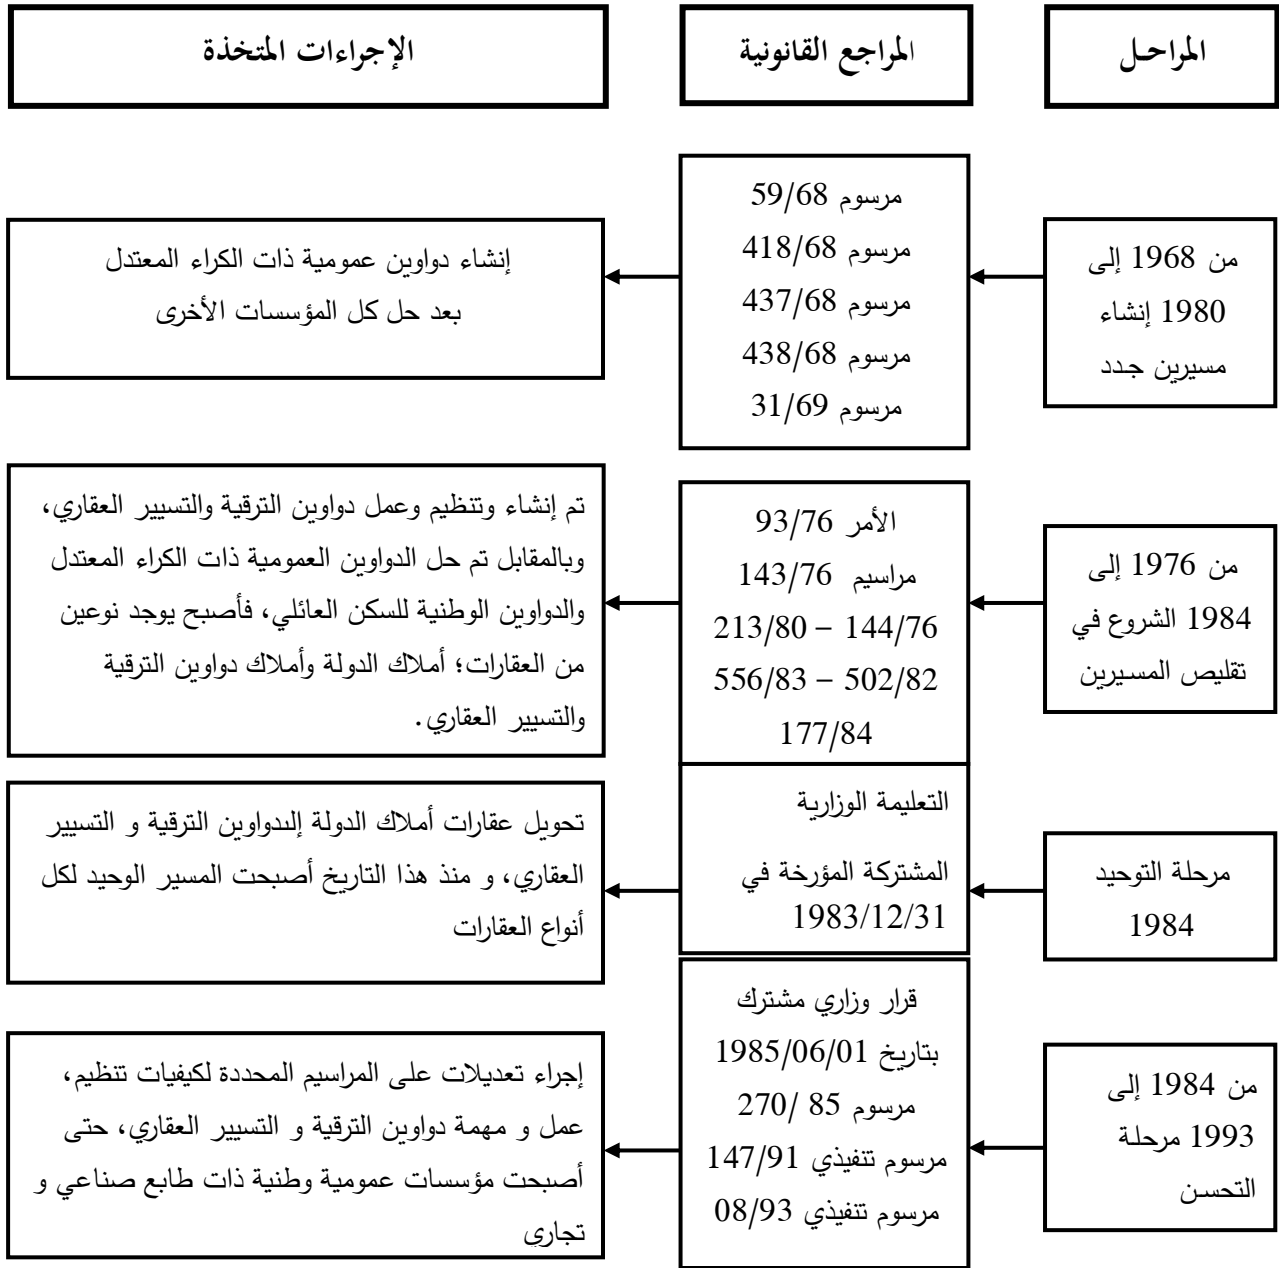 المراحل
المراجع القانونية
الإجراءات المتخذة
من 1968 إلى
1980 إنشاء
مسيرين جدد
مرسوم 59/68
مرسوم 418/68
مرسوم 437/68
مرسوم 438/68
مرسوم 31/69
إنشاء دواوين عمومية ذات الكراء المعتدل
بعد حل كل المؤسسات الأخرى
من 1976 إلى
1984 الشروع في
تقليص المسيرين
الأمر 93/76
مراسيم 143/76
144/76 – 213/80
502/82 – 556/83
177/84
تم إنشاء وتنظيم وعمل دواوين الترقية والتسيير العقاري،
وبالمقابل تم حل الدواوين العمومية ذات الكراء المعتدل
والدواوين الوطنية للسكن العائلي، فأصبح يوجد نوعين
من العقارات؛ أملاك الدولة وأملاك دواوين الترقية
والتسيير العقاري.
مرحلة التوحيد
1984
التعليمة الوزارية
المشتركة المؤرخة في
1983/12/31
تحويل عقارات أملاك الدولة إلىدواوين الترقية و التسيير
العقاري، و منذ هذا التاريخ أصبحت المسير الوحيد لكل
أنواع العقارات
من 1984 إلى
1993 مرحلة
التحسن
قرار وزاري مشترك
بتاريخ 1985/06/01
مرسوم 85 /270
مرسوم تنفيذي 147/91
مرسوم تنفيذي 08/93
إجراء تعديلات على المراسيم المحددة لكيفيات تنظيم،
عمل و مهمة دواوين الترقية و التسيير العقاري، حتى
أصبحت مؤسسات عمومية وطنية ذات طابع صناعي و
تجاري